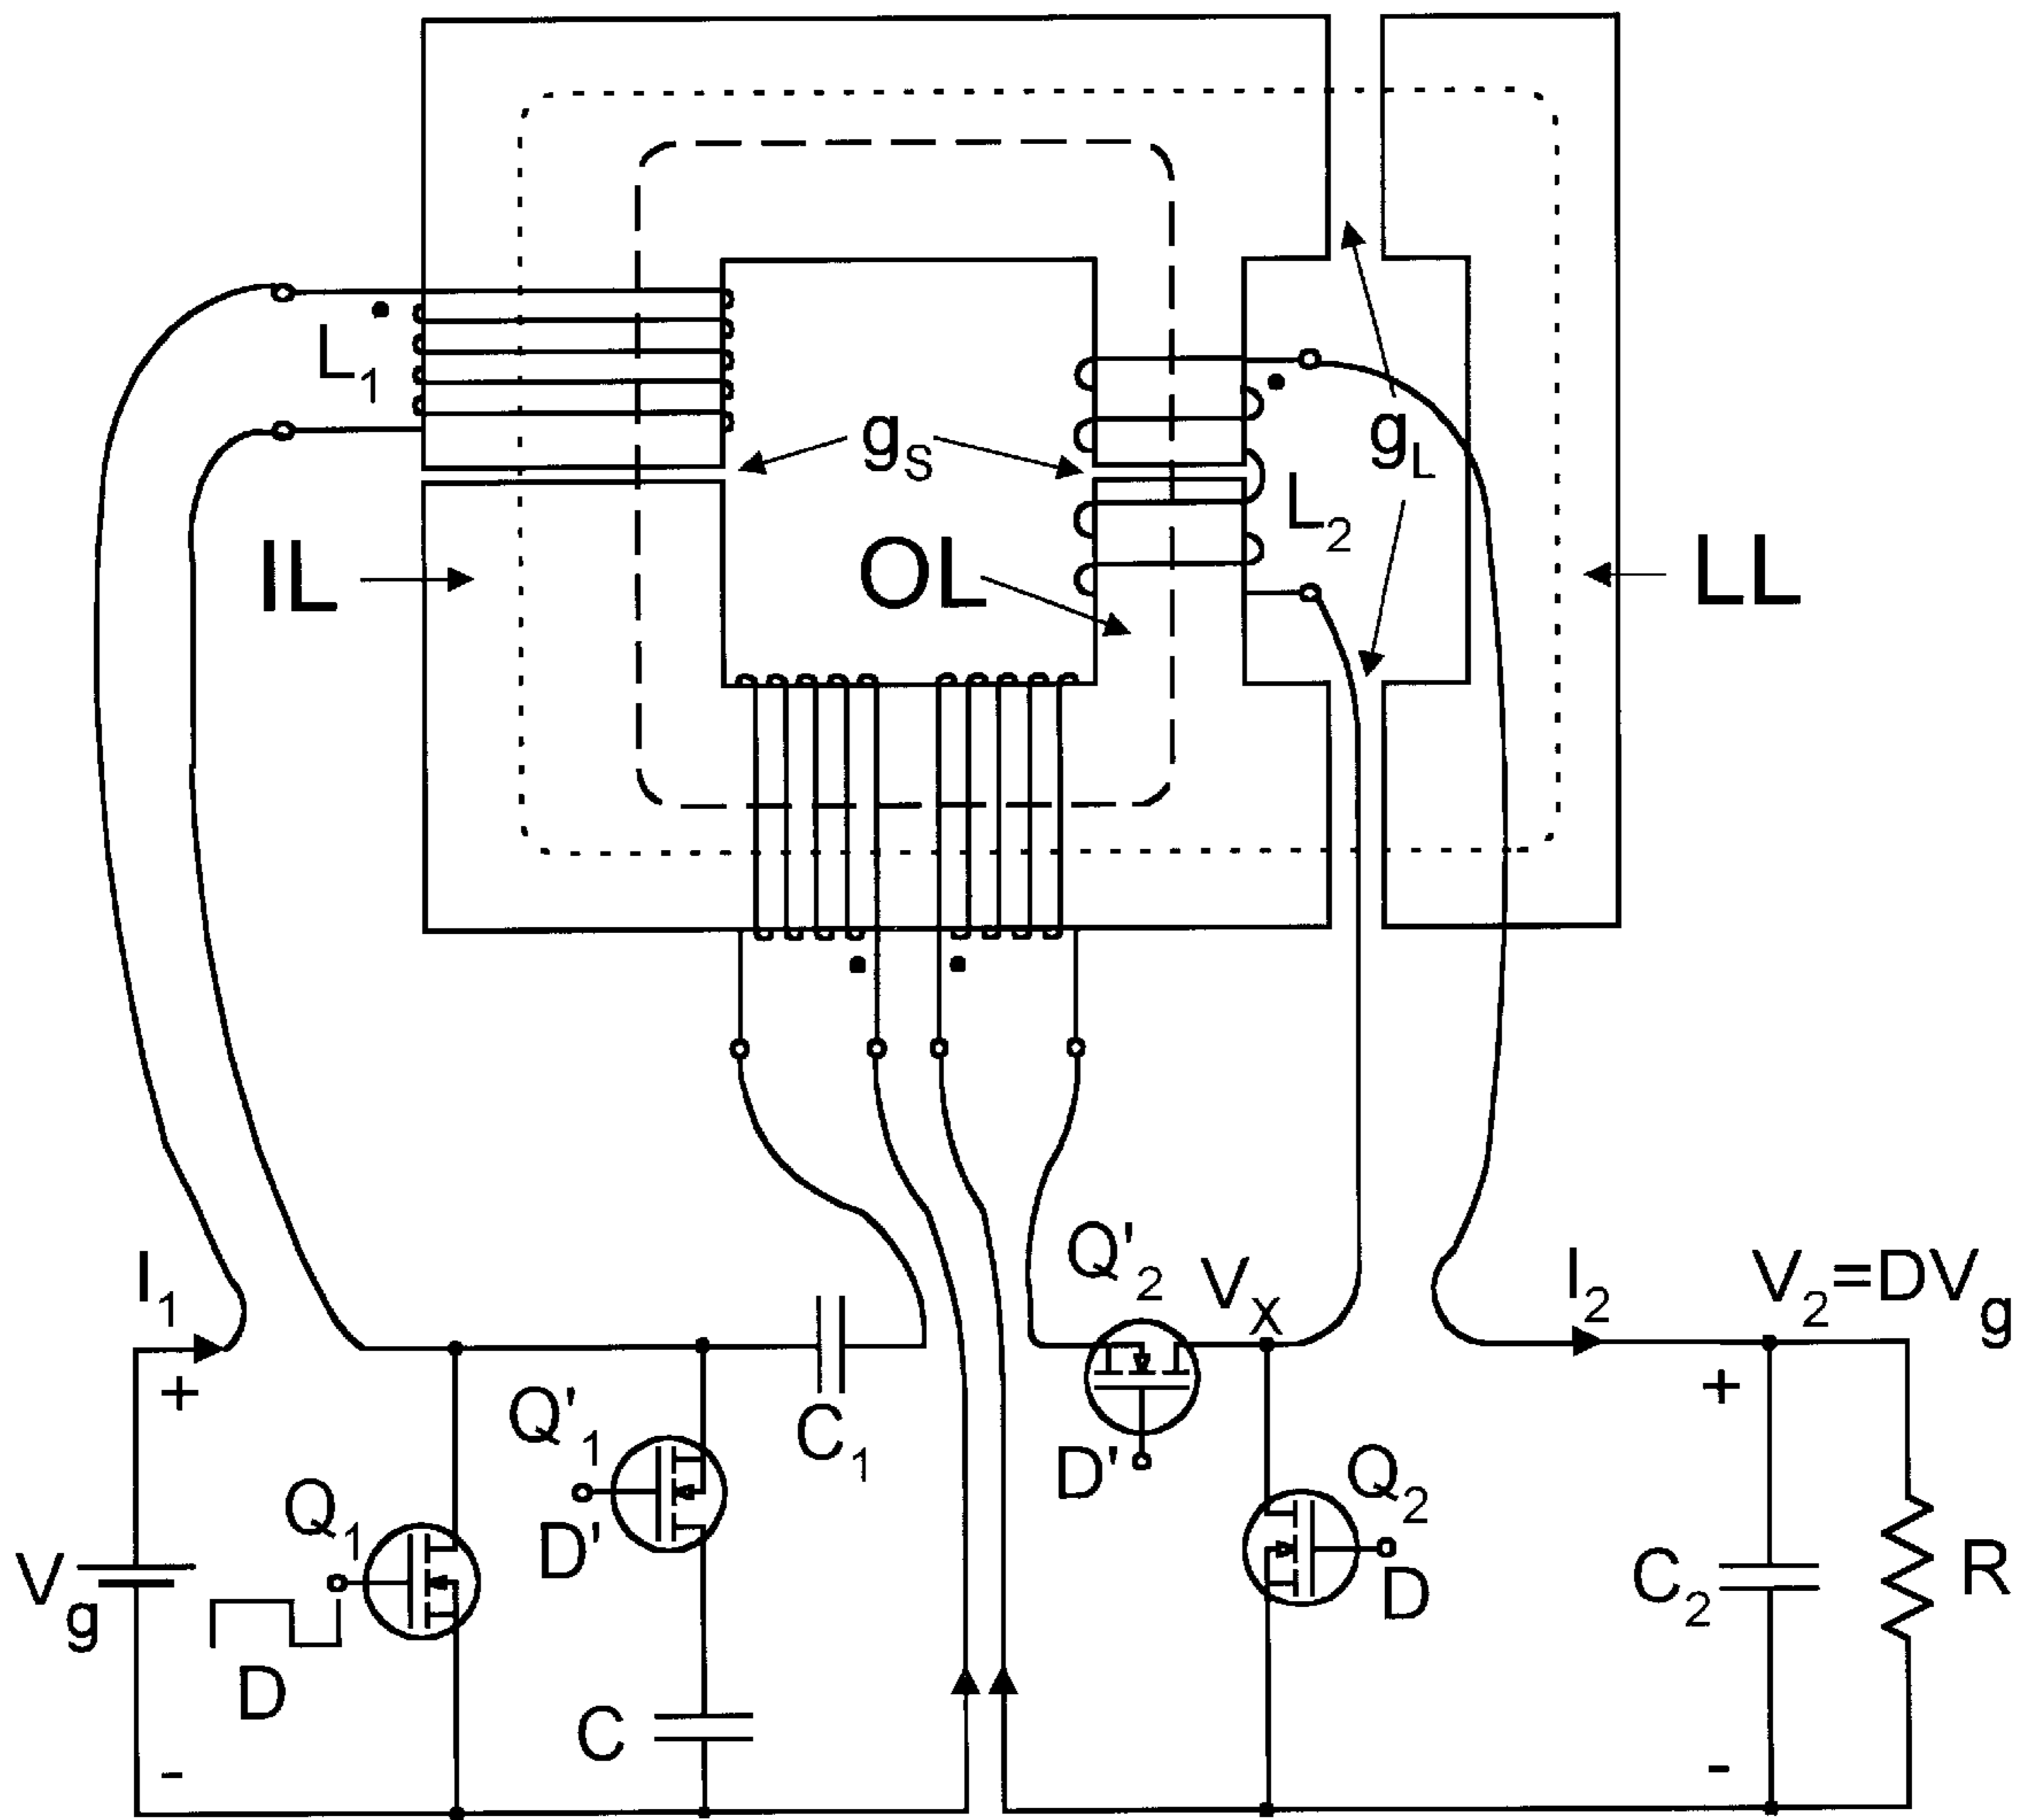 L1
gS
gL
L2
IL
OL
LL
I1
+
Q'2
VX
I2
V2=DVg
Q'1
C1
+
D'
Q1
D'
Q2
Vg
D
D
C2
R
C
-
-